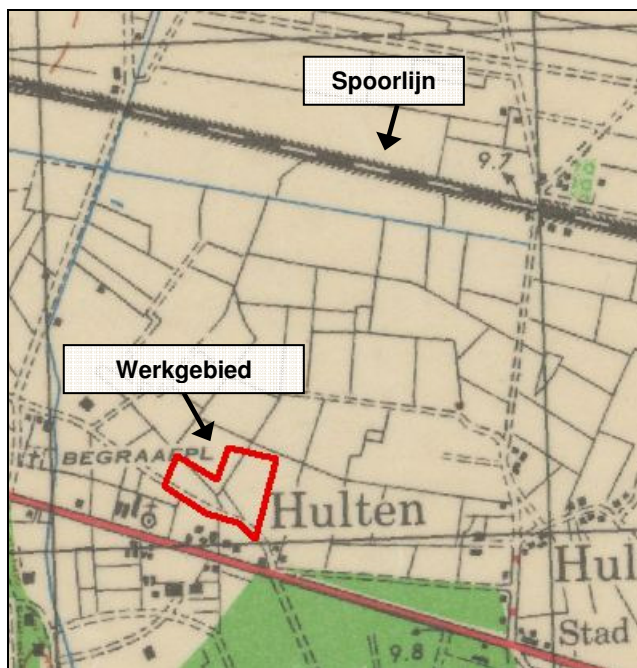 Spoorlijn
9.7
Werkgebied
BEGRAAFPL
Hulten
Hul
Stad
9.8